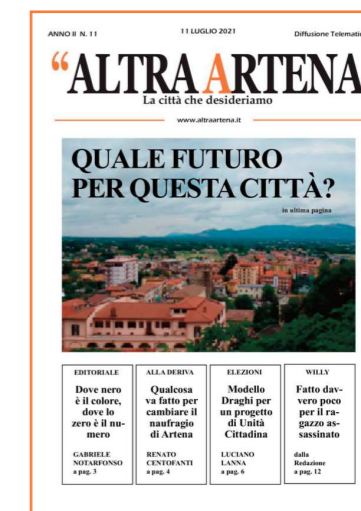 ANNO II N. 11
11 LUGLIO 2021
Diffusione Telematic
“ALTRA ARTENA
La città che desideriamo
www.altraartena.it
QUALE FUTURO
PER QUESTA CITTÀ?
in ultima pagina
EDITORIALE
Dove nero
è il colore,
dove lo
zero è il nu-
mero
GABRIELE
NOTARFONSO
a pag. 3
ALLA DERIVA
Qualcosa
va fatto per
cambiare il
naufragio
di Artena
RENATO
CENTOFANTI
a pag. 4
ELEZIONI
Modello
Draghi per
un progetto
di Unità
Cittadina
LUCIANO
LANNA
a pag. 6
WILLY
Fatto dav-
vero poco
per il ra-
gazzo as-
sassinato
dalla
Redazione
a pag. 12